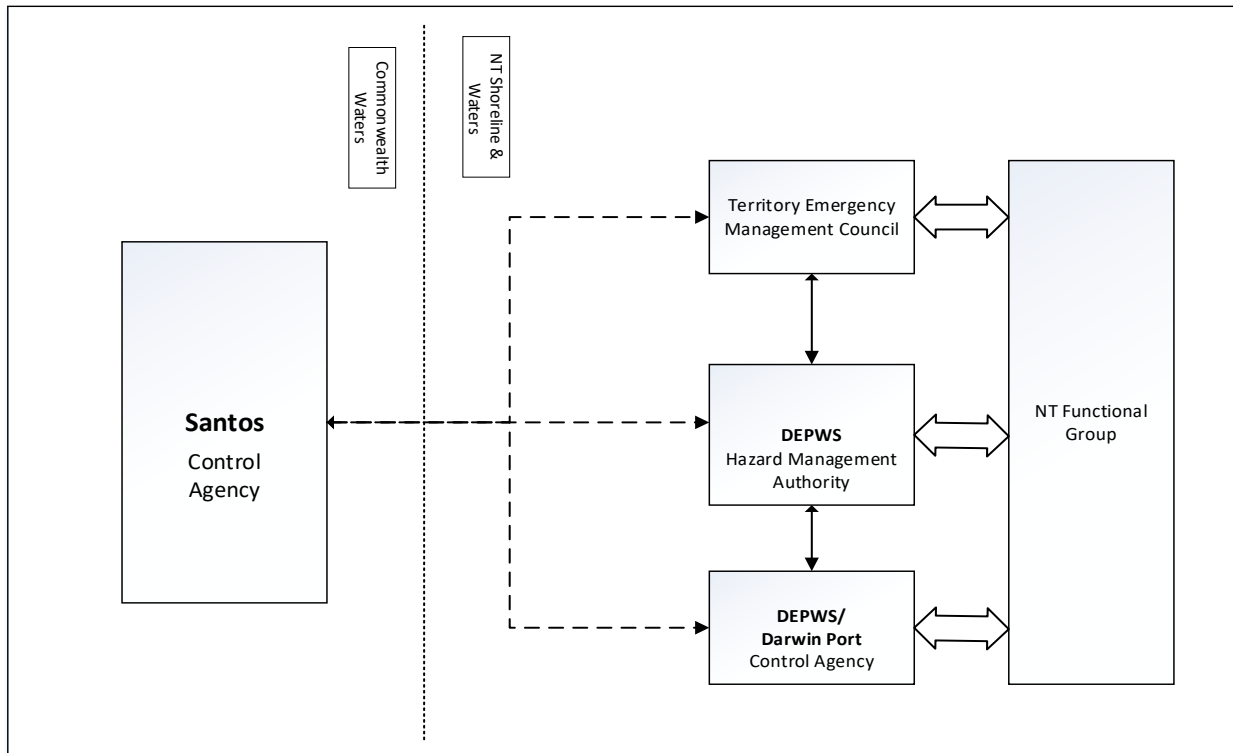 Commonwealth
Waters
NT Shoreline &
Waters
Santos
Control
Agency
Territory Emergency
Management Council
DEPWS
Hazard Management
Authority
DEPWS/
Darwin Port
Control Agency
NT Functional
Group